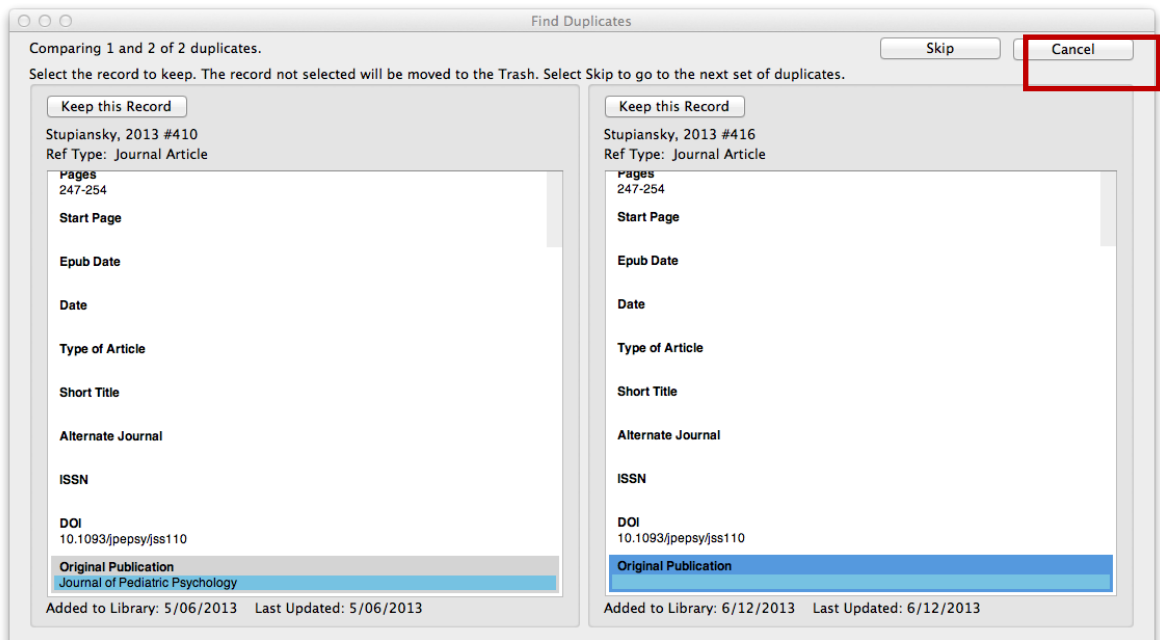 Find Duplicates
Comparing 1 and 2 of 2 duplicates.
Skip
Cancel
Select the record to keep. The record not selected will be moved to the Trash. Select Skip to go to the next set of duplicates.
Keep this Record
Stupiansky, 2013 #410
Ref Type: Journal Article
Pages
247-254
Start Page
Epub Date
Date
Type of Article
Short Title
Alternate Journal
ISSN
DOI
10.1093/jpepsy/jss110
Original Publication
Journal of Pediatric Psychology
Added to Library: 5/06/2013 Last Updated: 5/06/2013
Keep this Record
Stupiansky, 2013 #416
Ref Type: Journal Article
Pages
247-254
Start Page
Epub Date
Date
Type of Article
Short Title
Alternate Journal
ISSN
DOI
10.1093/jpepsy/jss110
Original Publication
Added to Library: 6/12/2013 Last Updated: 6/12/2013